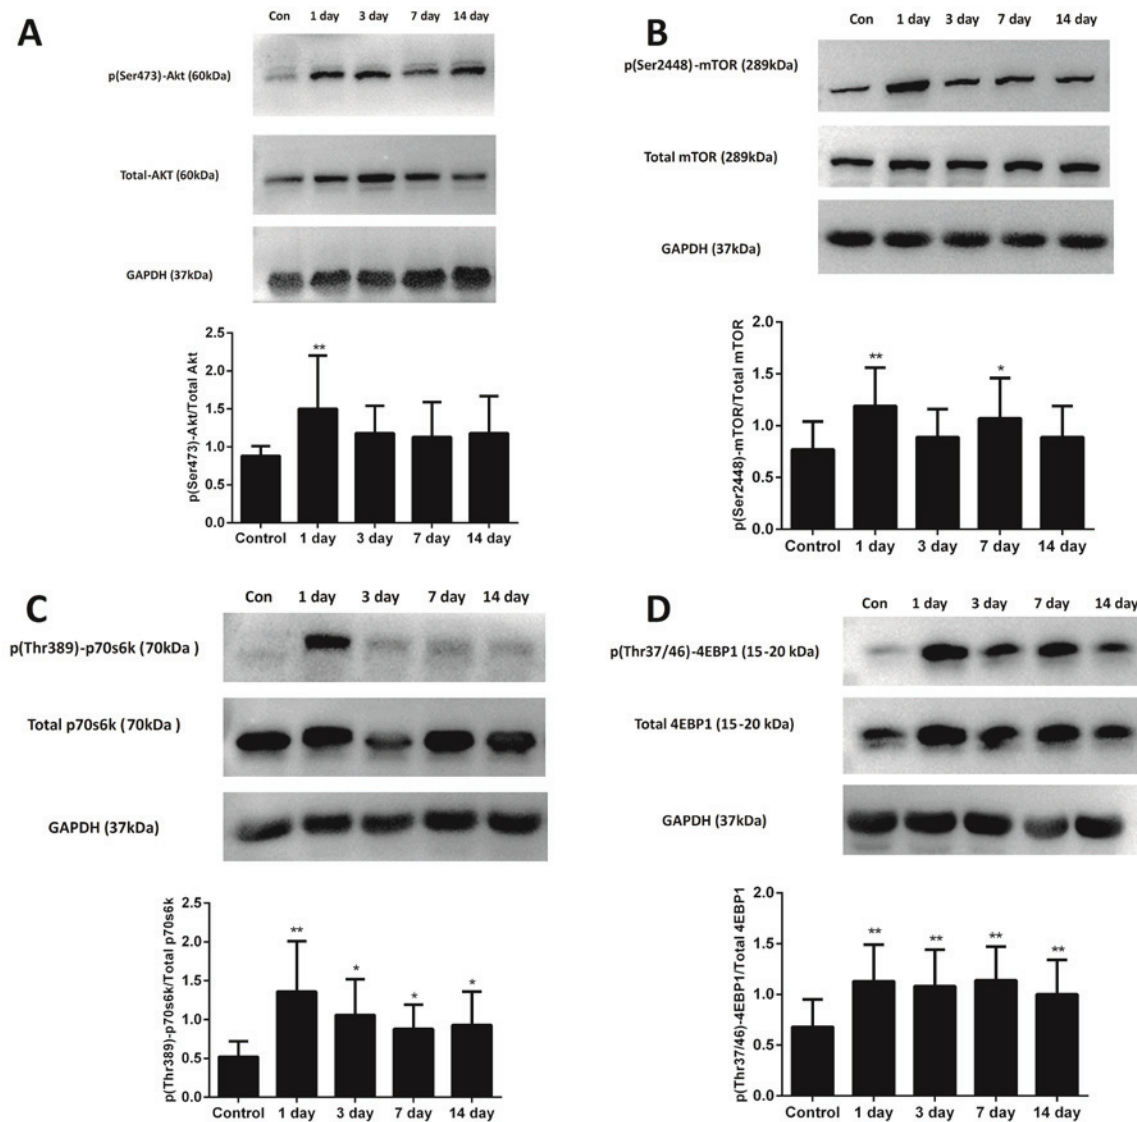 A
Con 1 day 3 day 7 day 14 day
p(Ser473)-Akt (60kDa)
Total-AKT (60kDa)
GAPDH (37kDa)
p(Ser473)-Akt/Total Akt
2.5
2.0
1.5
1.0
0.5
0.0
**
Control 1 day 3 day 7 day 14 day
B
Con 1 day 3 day 7 day 14 day
p(Ser2448)-mTOR (289kDa)
Total mTOR (289kDa)
GAPDH (37kDa)
p(Ser2448)-mTOR/Total mTOR
2.0
1.5
1.0
0.5
0.0
** *
Control 1 day 3 day 7 day 14 day
C
Con 1 day 3 day 7 day 14 day
p(Thr389)-p70s6k (70kDa )
Total p70s6k (70kDa )
GAPDH (37kDa)
p(Thr389)-p70s6k/Total p70s6k
2.5
2.0
1.5
1.0
0.5
0.0
** * * *
Control 1 day 3 day 7 day 14 day
D
Con 1 day 3 day 7 day 14 day
p(Thr37/46)-4EBP1 (15-20 kDa)
Total 4EBP1 (15-20 kDa)
GAPDH (37kDa)
p(Thr37/46)-4EBP1/Total 4EBP1
2.0
1.5
1.0
0.5
0.0
** ** ** **
Control 1 day 3 day 7 day 14 day